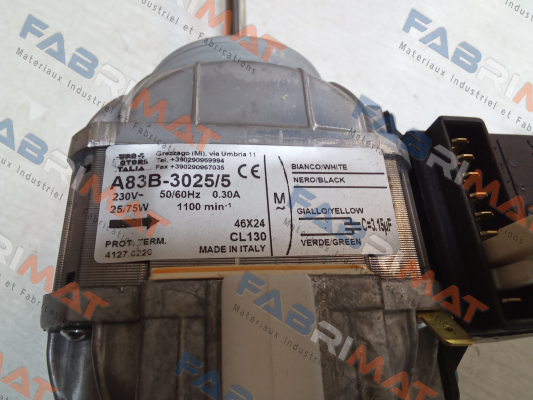 EURO
MOTORS
ITALIA
Grezzago (MI), via Umbria 11
Tel. +390290969994
Fax +390290967035
CE
A83B-3025/5
230V~ 50/60Hz 0.30A
25/75W 1100 min⁻¹
46X24
CL130
PROT. TERM.
MADE IN ITALY
4127 0220
BIANCO/WHITE
NERO/BLACK
M~
GIALLO/YELLOW
C=3,15µF
VERDE/GREEN
FABRIMAT
Materiaux Industriel et Fabrications